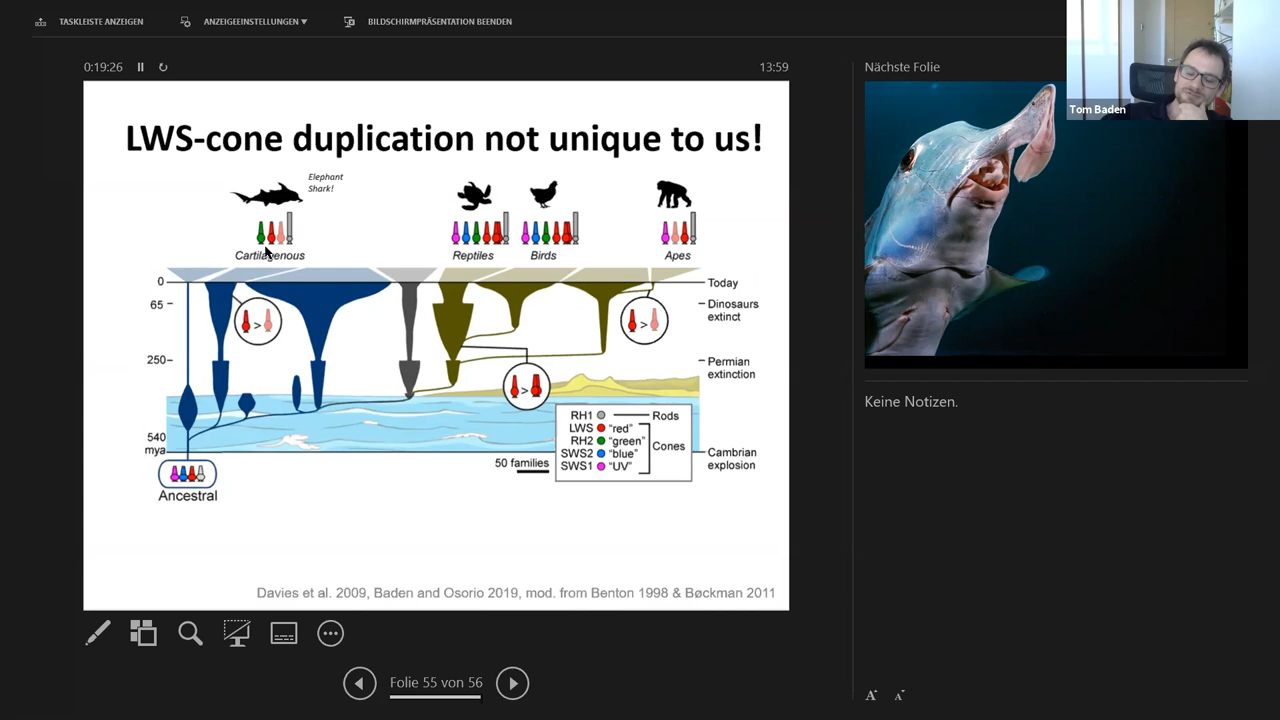 TASKLEISTE ANZEIGEN
ANZEIGEEINSTELLUNGEN ▼
BILDSCHIRMPRÄSENTATION BEENDEN
0:19:26
13:59
Nächste Folie
Tom Baden
LWS-cone duplication not unique to us!
Elephant
Shark!
Cartilagenous
Reptiles
Birds
Apes
0
65
250
540
mya
Today
Dinosaurs
extinct
Permian
extinction
Cambrian
explosion
>
>
>
RH1
Rods
LWS "red"
RH2 "green"
Cones
SWS2 "blue"
SWS1 "UV"
50 families
Ancestral
Davies et al. 2009, Baden and Osorio 2019, mod. from Benton 1998 & Bøckman 2011
Keine Notizen.
Folie 55 von 56
A A